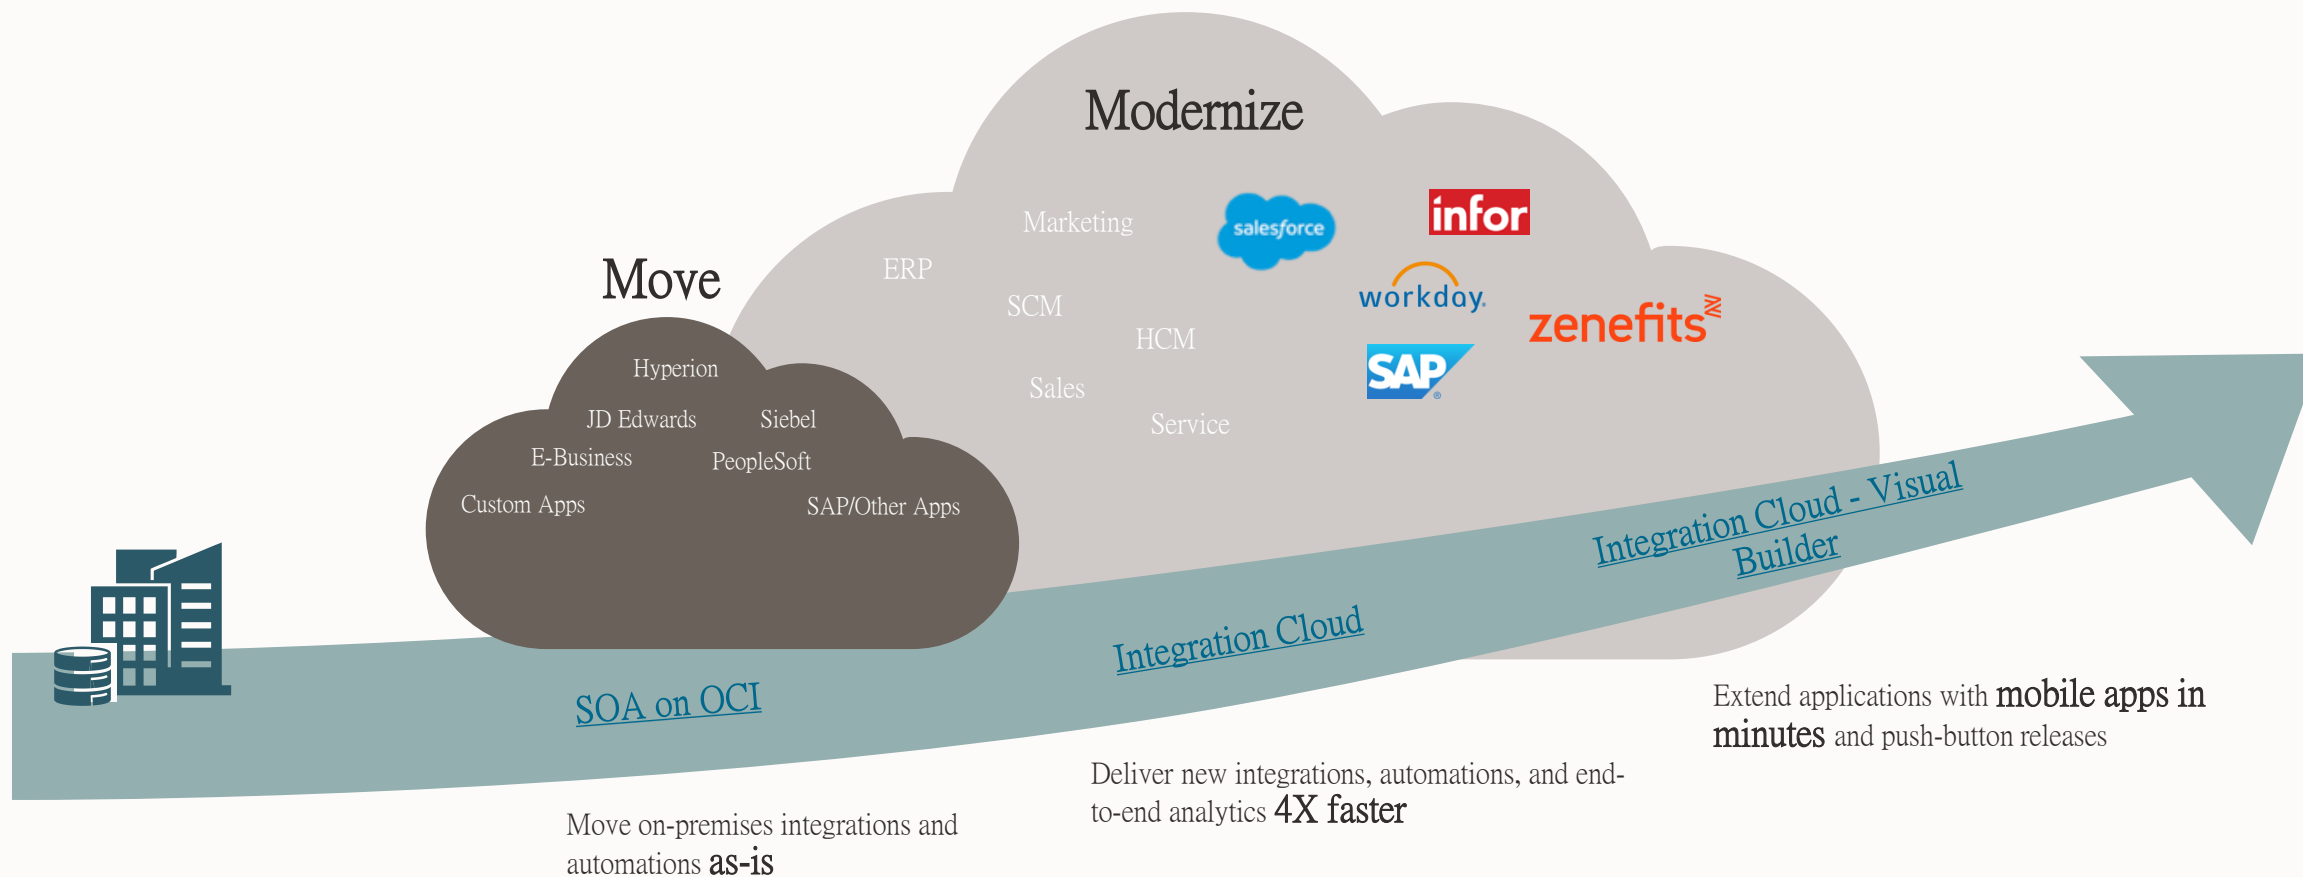 Modernize
Marketing
salesforce
infor
ERP
workday
SCM
zenefits
HCM
SAP
Sales
Service
Move
Hyperion
JD Edwards
Siebel
E-Business
PeopleSoft
Custom Apps
SAP/Other Apps
SOA on OCI
Integration Cloud
Integration Cloud - Visual
Builder
Move on-premises integrations and
automations as-is
Deliver new integrations, automations, and end-
to-end analytics 4X faster
Extend applications with mobile apps in
minutes and push-button releases